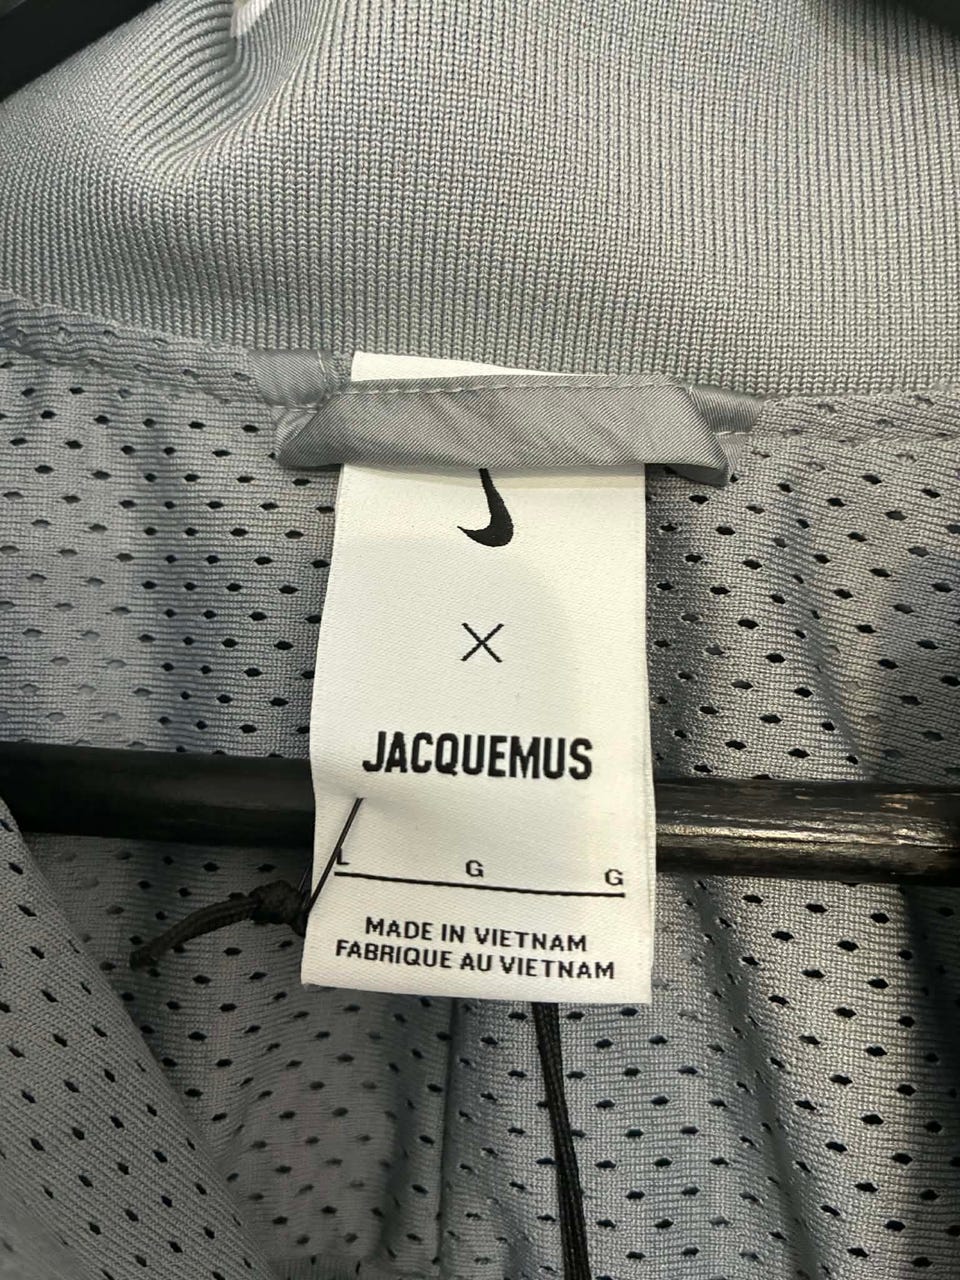 X
JACQUEMUS
L G G
MADE IN VIETNAM
FABRIQUE AU VIETNAM